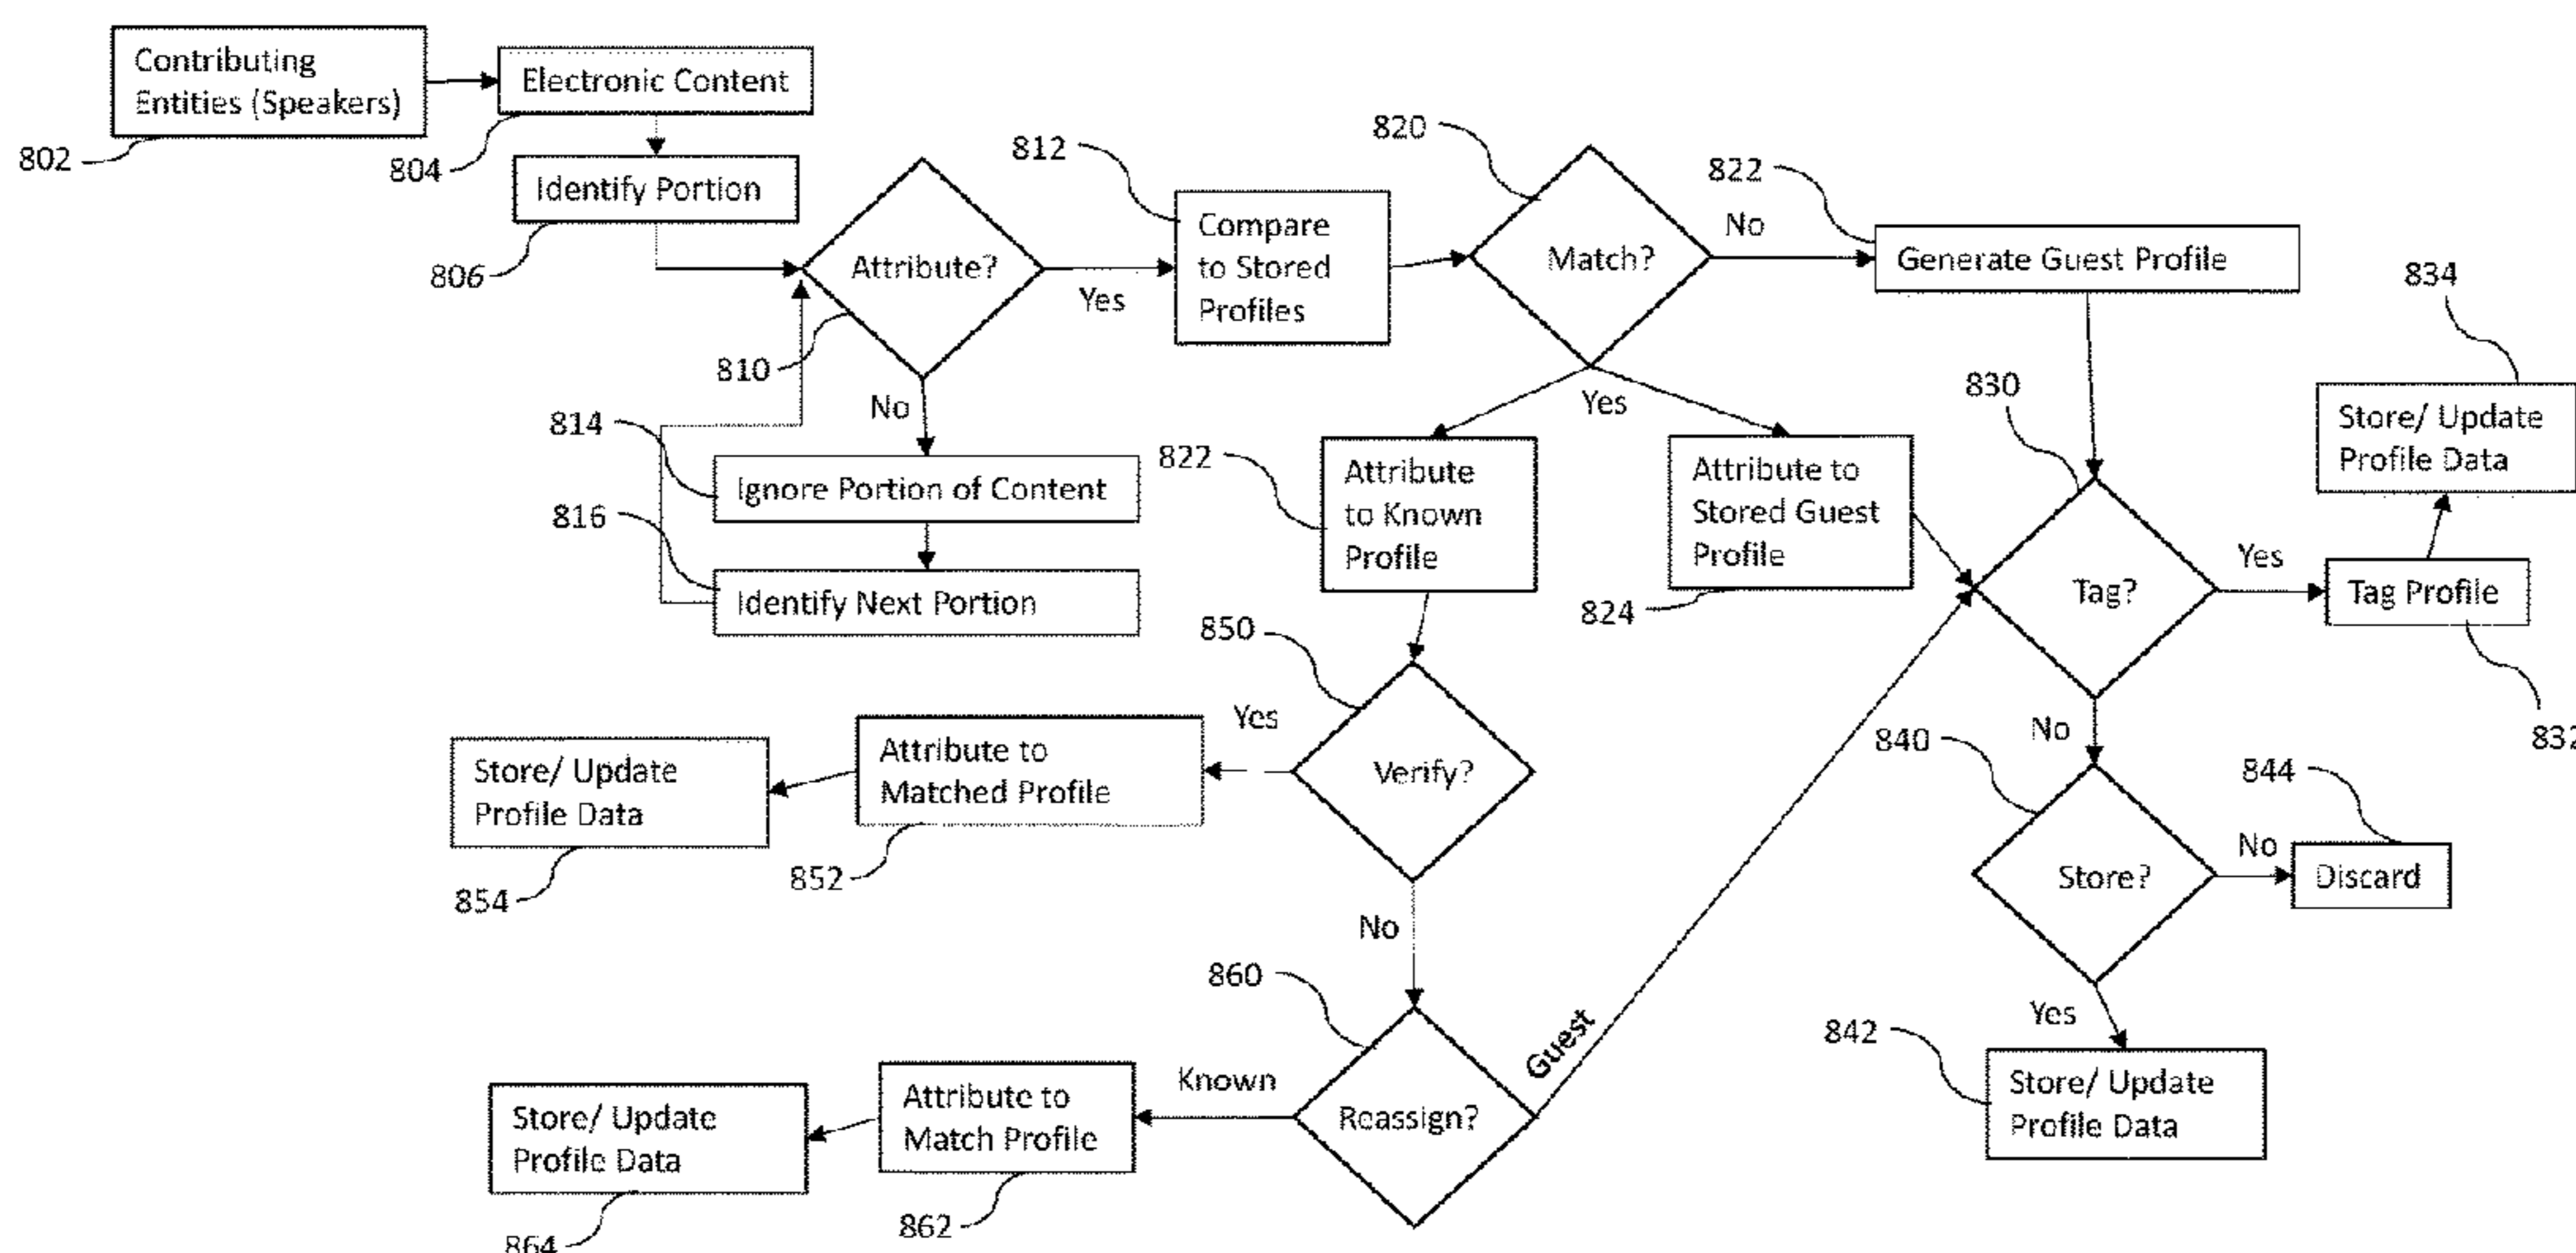 Contributing
Entities (Speakers)
802
Electronic Content
804
Identify Portion
806
Attribute?
810
Yes
No
812
Compare
to Stored
Profiles
814
Ignore Portion of Content
816
Identify Next Portion
820
Match?
No
Yes
822
Generate Guest Profile
822
Attribute
to Known
Profile
Attribute to
Stored Guest
Profile
824
830
Tag?
Yes
No
834
Store/ Update
Profile Data
Tag Profile
832
850
Verify?
Yes
No
Attribute to
Matched Profile
852
Store/ Update
Profile Data
854
840
Store?
No
Yes
844
Discard
842
Store/ Update
Profile Data
860
Reassign?
Guest
Known
Attribute to
Match Profile
862
Store/ Update
Profile Data
864